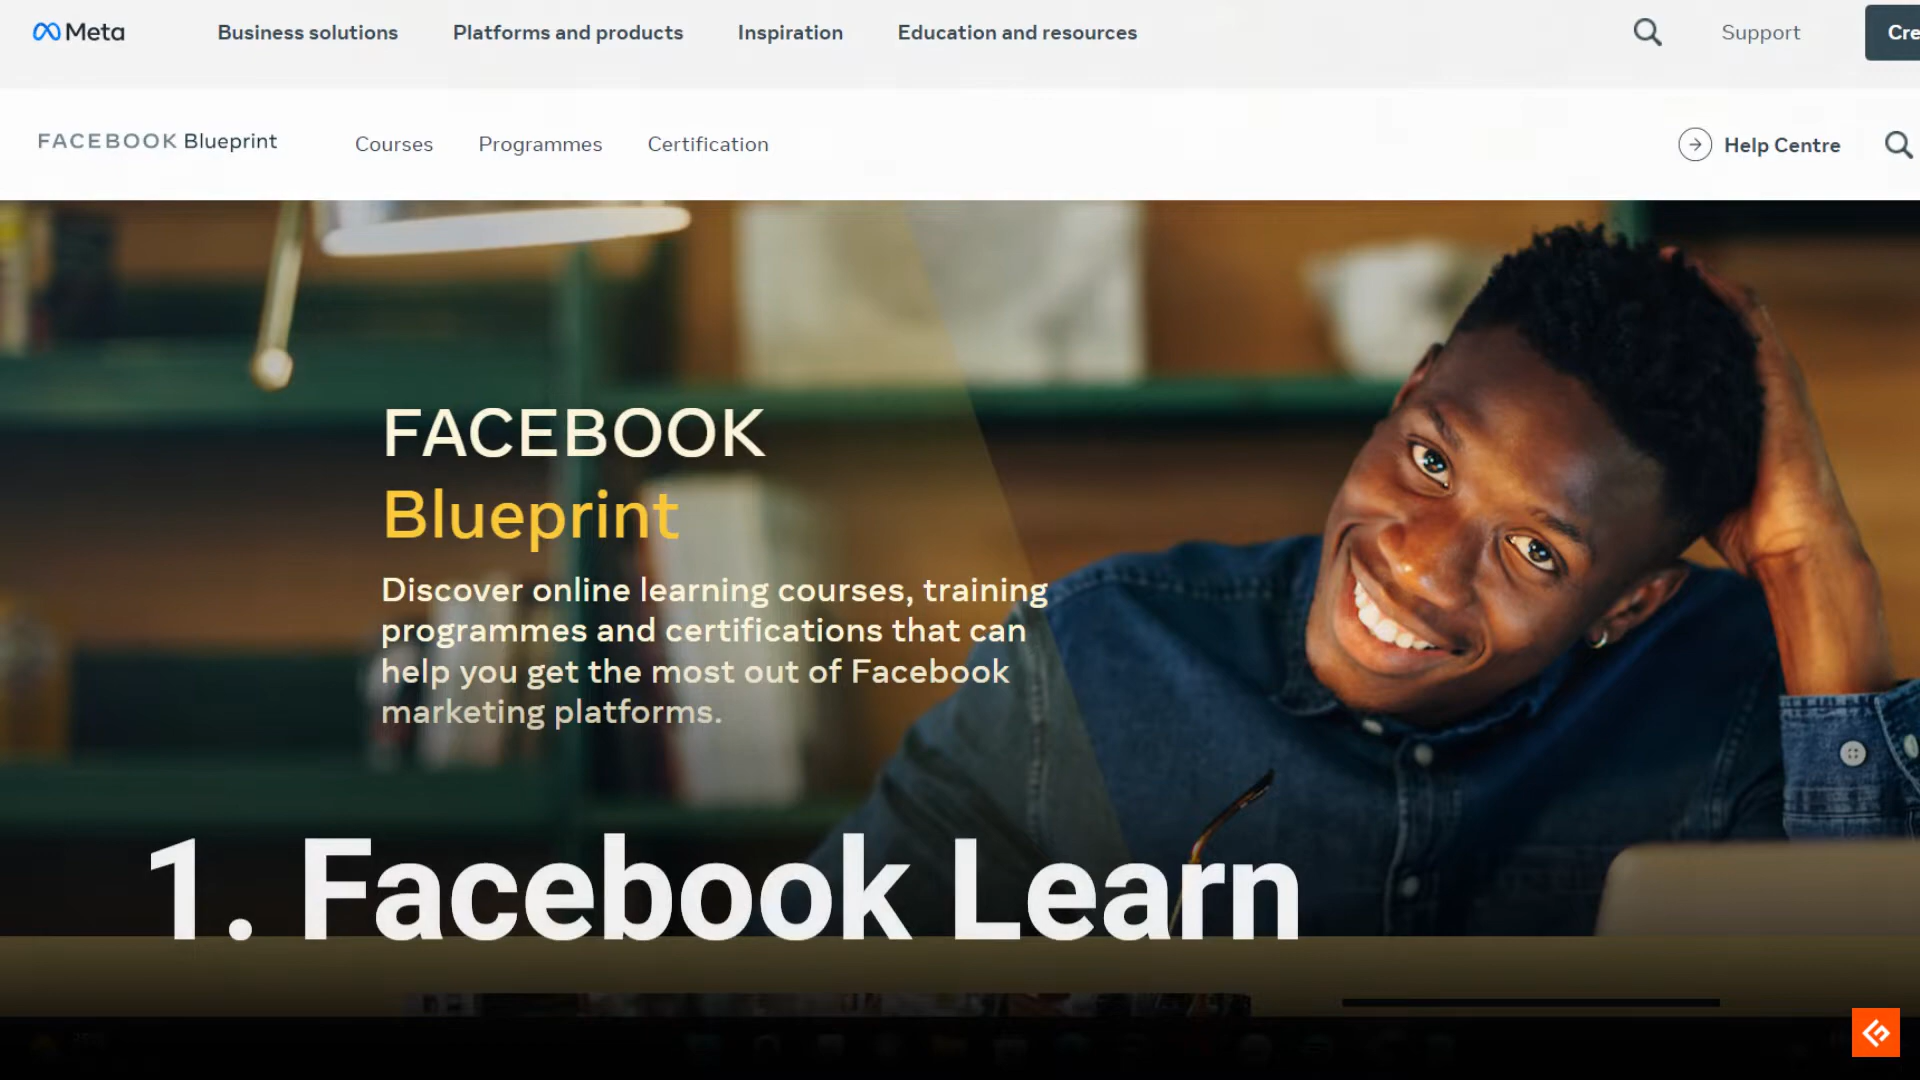 Meta
Business solutions
Platforms and products
Inspiration
Education and resources
Support
Cre
FACEBOOK Blueprint
Courses
Programmes
Certification
Help Centre
FACEBOOK
Blueprint
Discover online learning courses, training
programmes and certifications that can
help you get the most out of Facebook
marketing platforms.
1. Facebook Learn